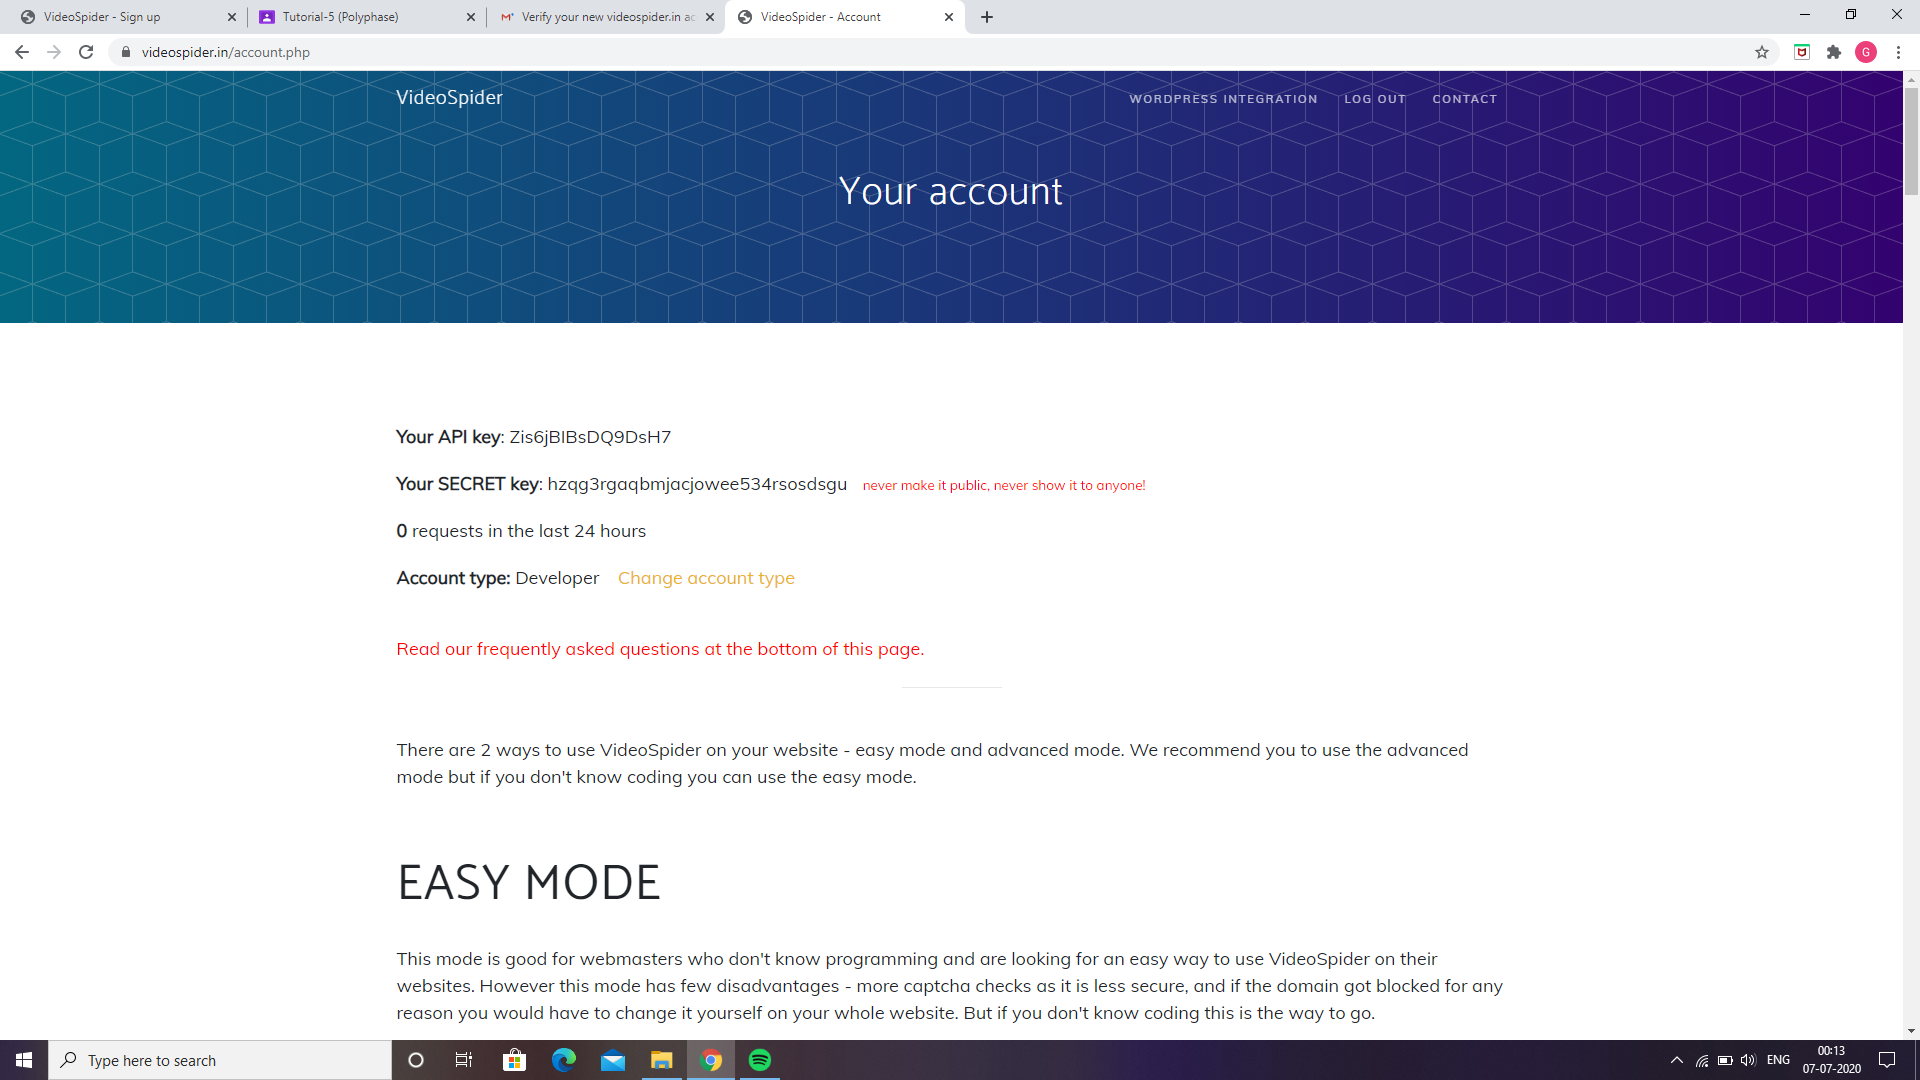 VideoSpider - Sign up
Tutorial-5 (Polyphase)
Verify your new videospider.in ac
VideoSpider - Account
videospider.in/account.php
G
VideoSpider
WORDPRESS INTEGRATION
LOG OUT
CONTACT
Your account
Your API key: Zis6jBIBsDQ9DsH7
Your SECRET key: hzqg3rgaqbmjacjowee534rsosdsgu never make it public, never show it to anyone!
0 requests in the last 24 hours
Account type: Developer Change account type
Read our frequently asked questions at the bottom of this page.
There are 2 ways to use VideoSpider on your website - easy mode and advanced mode. We recommend you to use the advanced
mode but if you don't know coding you can use the easy mode.
EASY MODE
This mode is good for webmasters who don't know programming and are looking for an easy way to use VideoSpider on their
websites. However this mode has few disadvantages - more captcha checks as it is less secure, and if the domain got blocked for any
reason you would have to change it yourself on your whole website. But if you don't know coding this is the way to go.
Type here to search
ENG
00:13
07-07-2020